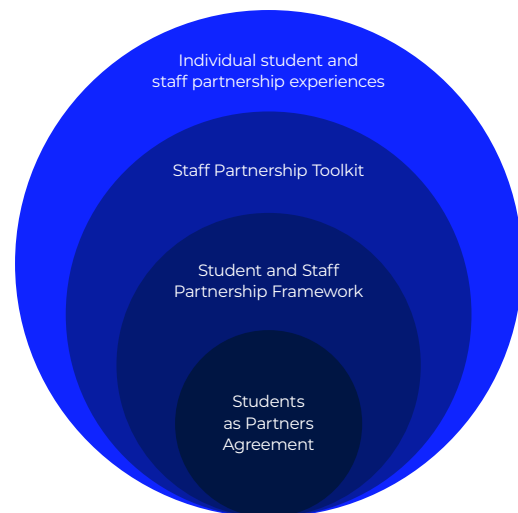 Individual student and
staff partnership experiences
Staff Partnership Toolkit
Student and Staff
Partnership Framework
Students
as Partners
Agreement